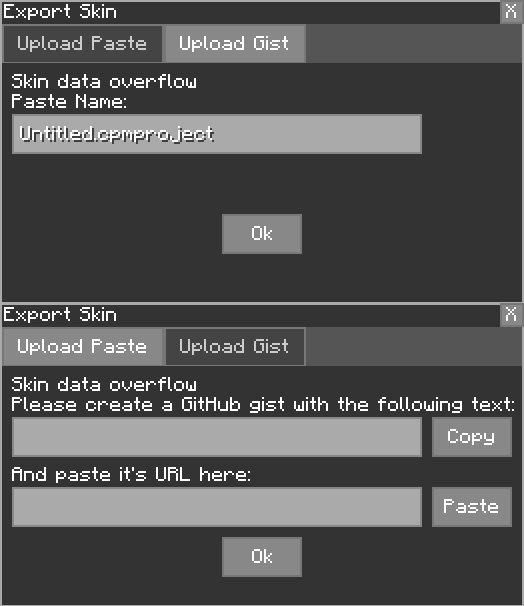 Export Skin X
Upload Paste Upload Gist
Skin data overflow
Paste Name:
Untitled.cpmproject
Ok
Export Skin X
Upload Paste Upload Gist
Skin data overflow
Please create a GitHub gist with the following text:
Copy
And paste it's URL here:
Paste
Ok